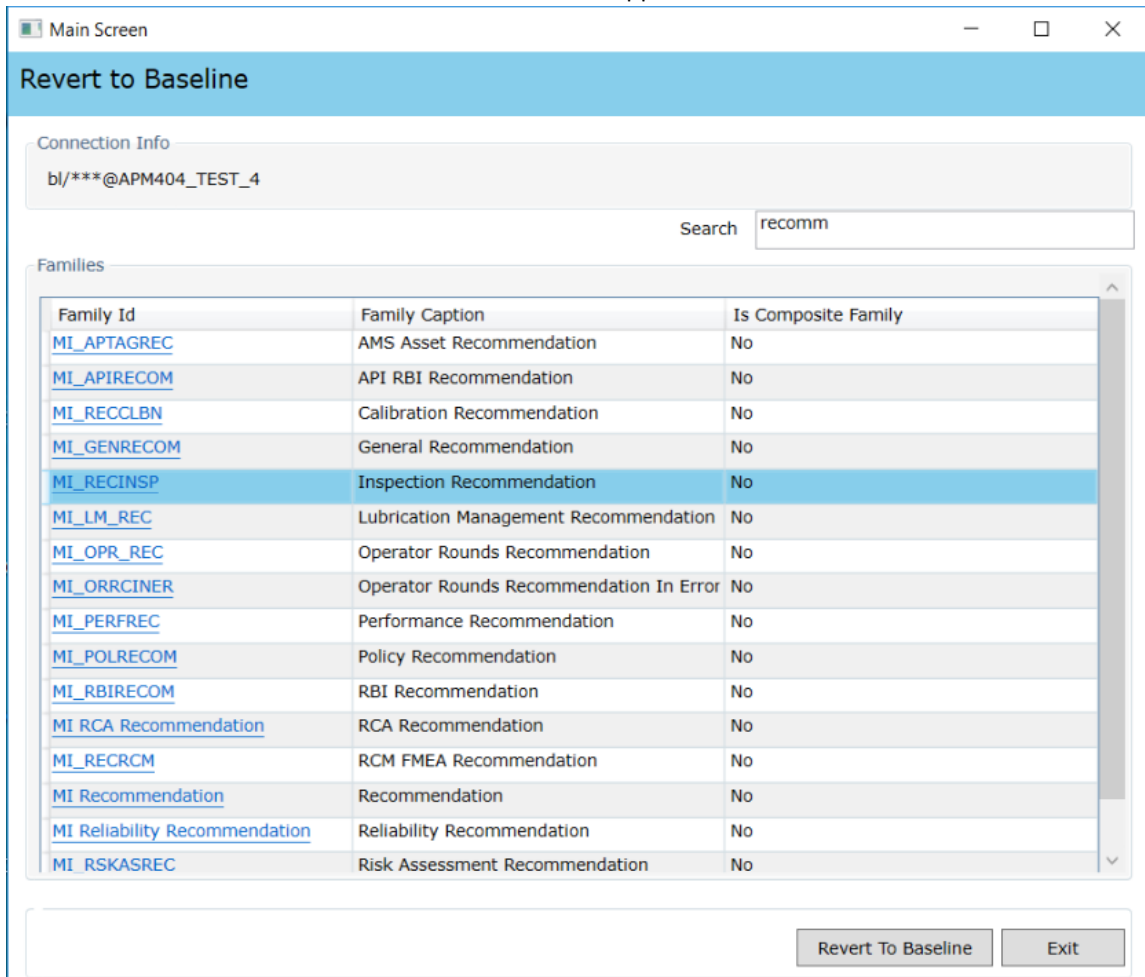 Main Screen
Revert to Baseline
Connection Info
bl/***@APM404_TEST_4
Search recomm
Families
Family Id Family Caption Is Composite Family
MI_APTAGREC AMS Asset Recommendation No
MI_APIRECOM API RBI Recommendation No
MI_RECCLBN Calibration Recommendation No
MI_GENRECOM General Recommendation No
MI_RECINSP Inspection Recommendation No
MI_LM_REC Lubrication Management Recommendation No
MI_OPR_REC Operator Rounds Recommendation No
MI_ORRCINER Operator Rounds Recommendation In Error No
MI_PERFREC Performance Recommendation No
MI_POLRECOM Policy Recommendation No
MI_RBIRECOM RBI Recommendation No
MI RCA Recommendation RCA Recommendation No
MI_RECRCM RCM FMEA Recommendation No
MI Recommendation Recommendation No
MI Reliability Recommendation Reliability Recommendation No
MI_RSKASREC Risk Assessment Recommendation No
Revert To Baseline Exit